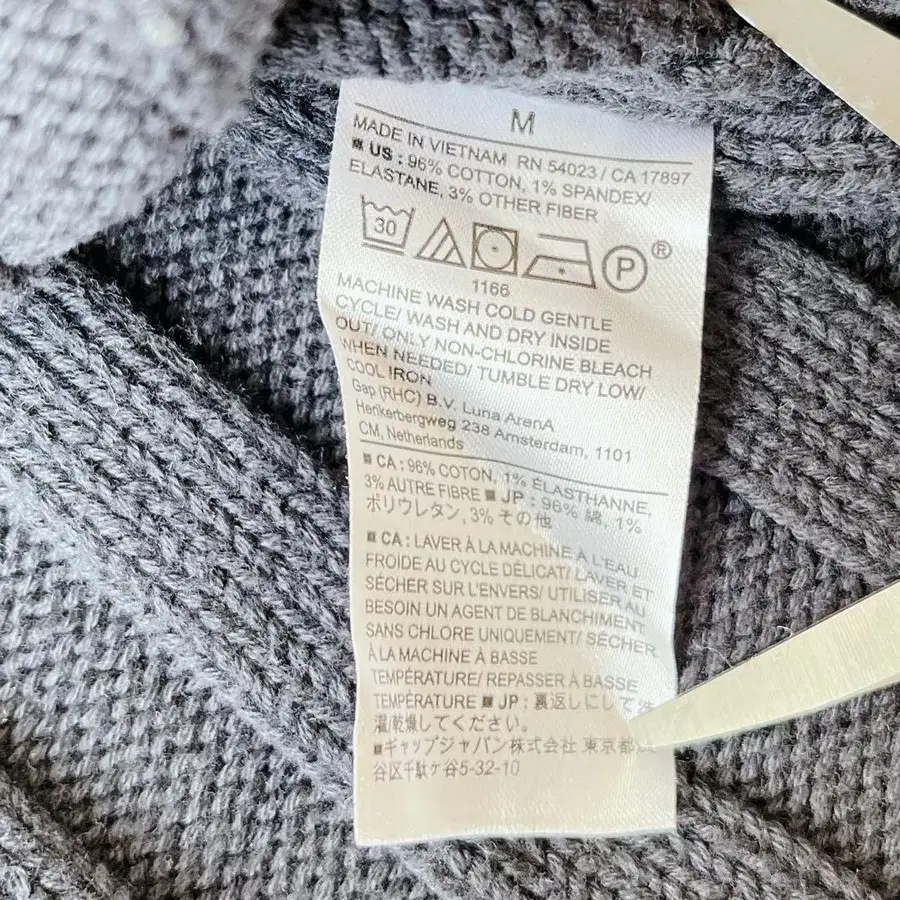 M
MADE IN VIETNAM RN 54023 / CA 17897
■ US : 96% COTTON, 1% SPANDEX/
ELASTANE, 3% OTHER FIBER
30 P ®
1166
MACHINE WASH COLD GENTLE
CYCLE/ WASH AND DRY INSIDE
OUT/ ONLY NON-CHLORINE BLEACH
WHEN NEEDED/ TUMBLE DRY LOW/
COOL IRON
Gap (RHC) B.V. Luna ArenA
Herikerbergweg 238 Amsterdam, 1101
CM, Netherlands
■ CA : 96% COTON, 1% ÉLASTHANNE,
3% AUTRE FIBRE ■ JP : 96% 綿, 1%
ポリウレタン, 3% その他
■ CA : LAVER À LA MACHINE À L'EAU
FROIDE AU CYCLE DÉLICAT/ LAVER ET
SÉCHER SUR L'ENVERS/ UTILISER AU
BESOIN UN AGENT DE BLANCHIMENT
SANS CHLORE UNIQUEMENT/ SÉCHER
À LA MACHINE À BASSE
TEMPÉRATURE/ REPASSER À BASSE
TEMPÉRATURE ■ JP : 裏返しにして洗
濯/乾燥してください。
■ギャップジャパン株式会社 東京都
谷区千駄ヶ谷5-32-10